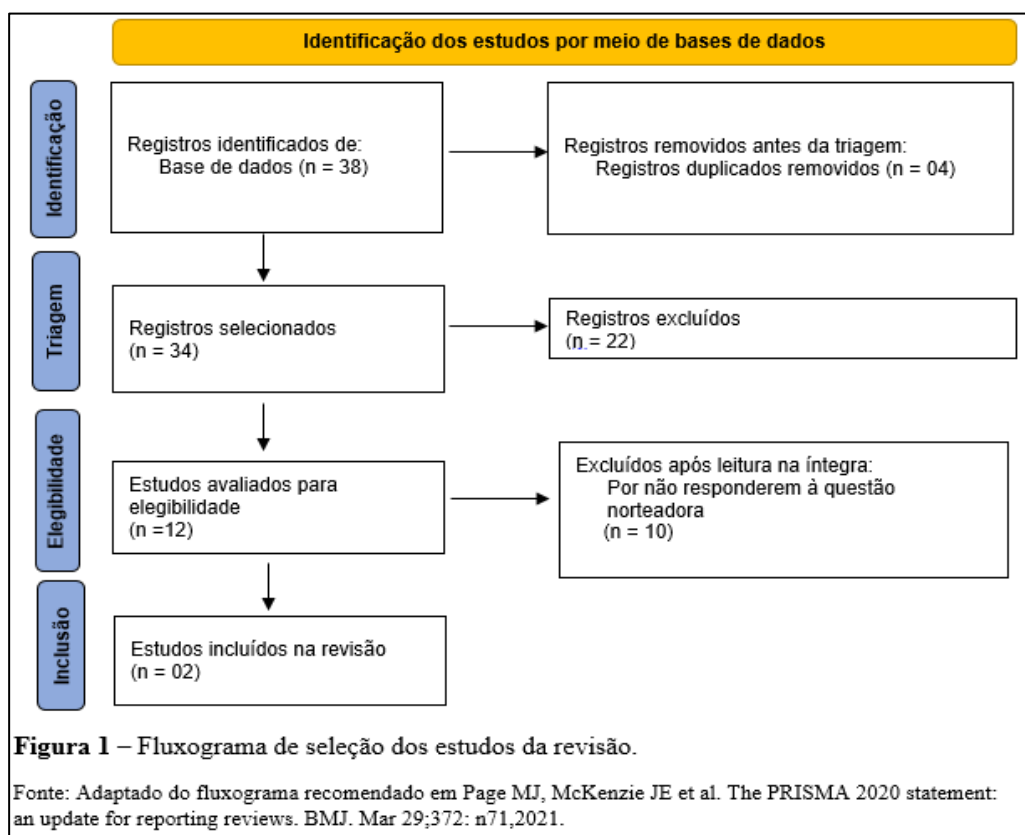 Identificação dos estudos por meio de bases de dados
Identificação
Registros identificados de:
Base de dados (n = 38)
Registros removidos antes da triagem:
Registros duplicados removidos (n = 04)
Triagem
Registros selecionados
(n = 34)
Registros excluídos
(n = 22)
Elegibilidade
Estudos avaliados para
elegibilidade
(n =12)
Excluídos após leitura na íntegra:
Por não responderem à questão
norteadora
(n = 10)
Inclusão
Estudos incluídos na revisão
(n = 02)
Figura 1 – Fluxograma de seleção dos estudos da revisão.
Fonte: Adaptado do fluxograma recomendado em Page MJ, McKenzie JE et al. The PRISMA 2020 statement:
an update for reporting reviews. BMJ. Mar 29;372: n71,2021.